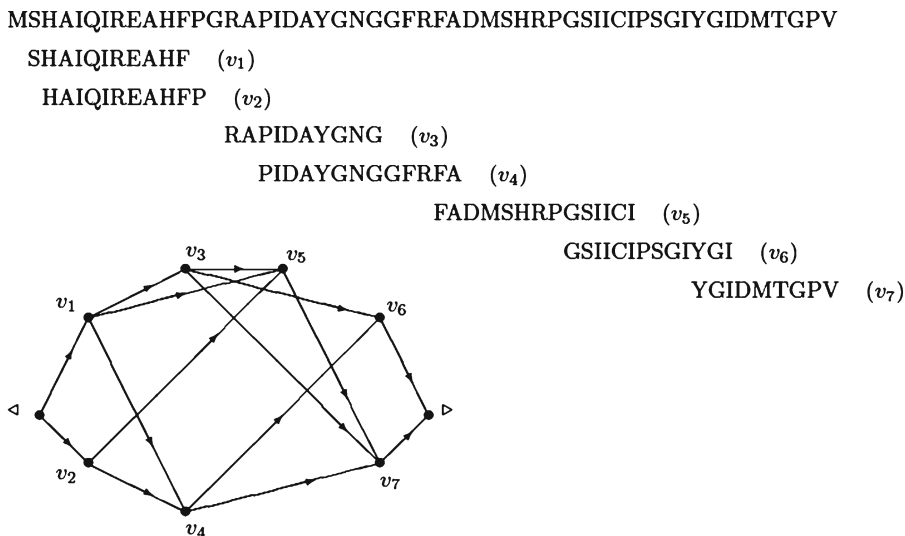 MSHAIQIREAHFPGRAPIDAYGNGGFRFADMSHRPGSIICIPSGIYGIDMTGPV
SHAIQIREAHF (v₁)
HAIQIREAHFP (v₂)
RAPIDAYGNG (v₃)
PIDAYGNGGFRFA (v₄)
FADMSHRPGSIICI (v₅)
GSIICIPSGIYGI (v₆)
YGIDMTGPV (v₇)
v₃ v₅
v₁ v₆
◁ ▷
v₂ v₇
v₄